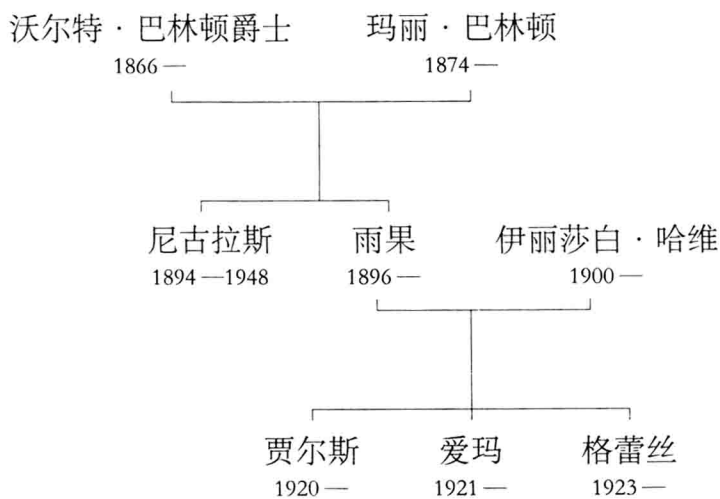 沃尔特·巴林顿爵士 玛丽·巴林顿
1866— 1874—
尼古拉斯 雨果 伊丽莎白·哈维
1894—1948 1896— 1900—
贾尔斯 爱玛 格蕾丝
1920— 1921— 1923—